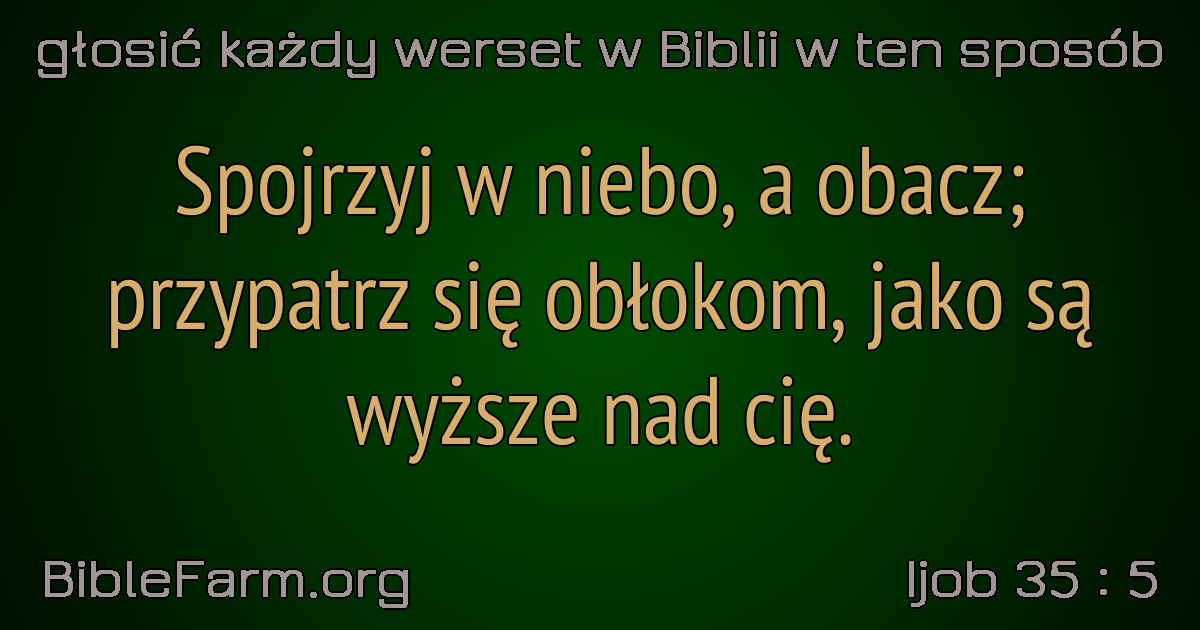 głosić każdy werset w Biblii w ten sposób
Spojrzyj w niebo, a obacz;
przypatrz się obłokom, jako są
wyższe nad cię.
BibleFarm.org
Ijob 35 : 5